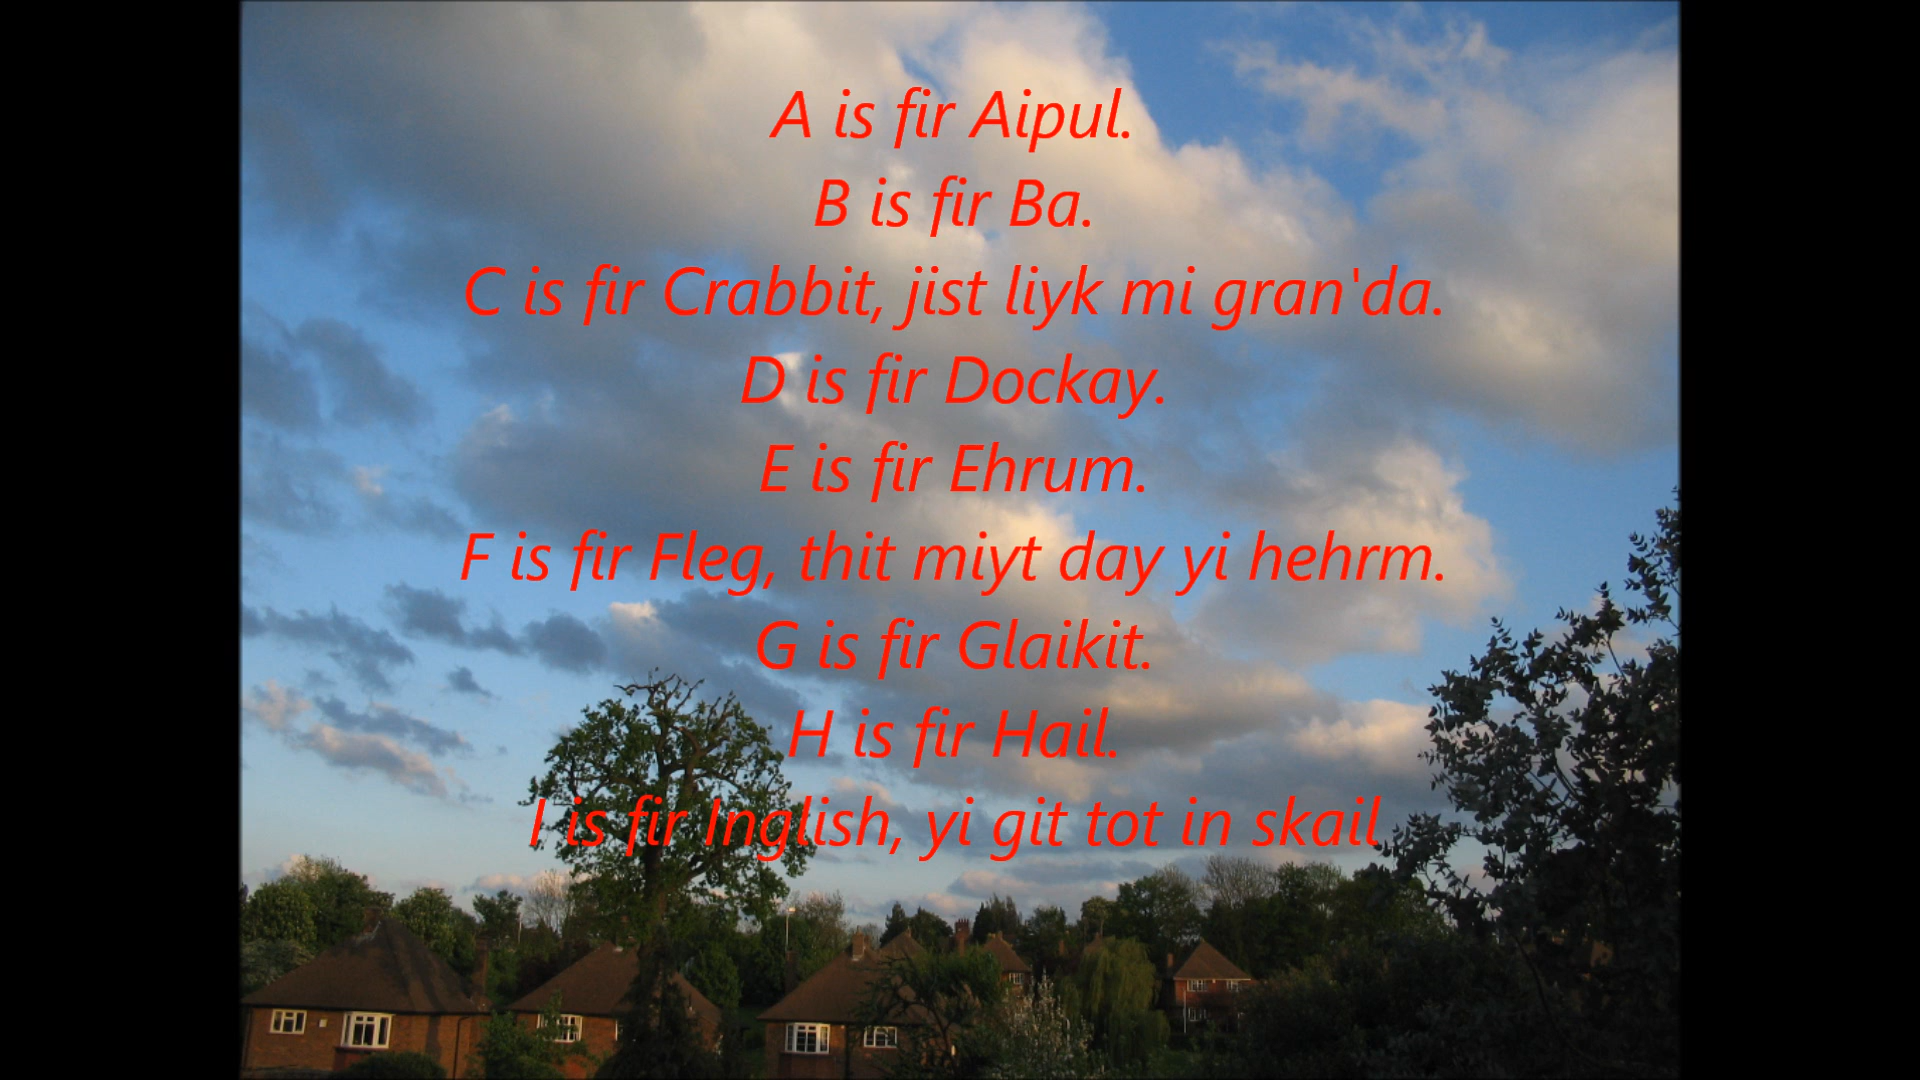 A is fir Aipul.
B is fir Ba.
C is fir Crabbit, jist liyk mi gran'da.
D is fir Dockay.
E is fir Ehrum.
F is fir Fleg, thit miyt day yi hehrm.
G is fir Glaikit.
H is fir Hail.
I is fir Inglish, yi git tot in skail.